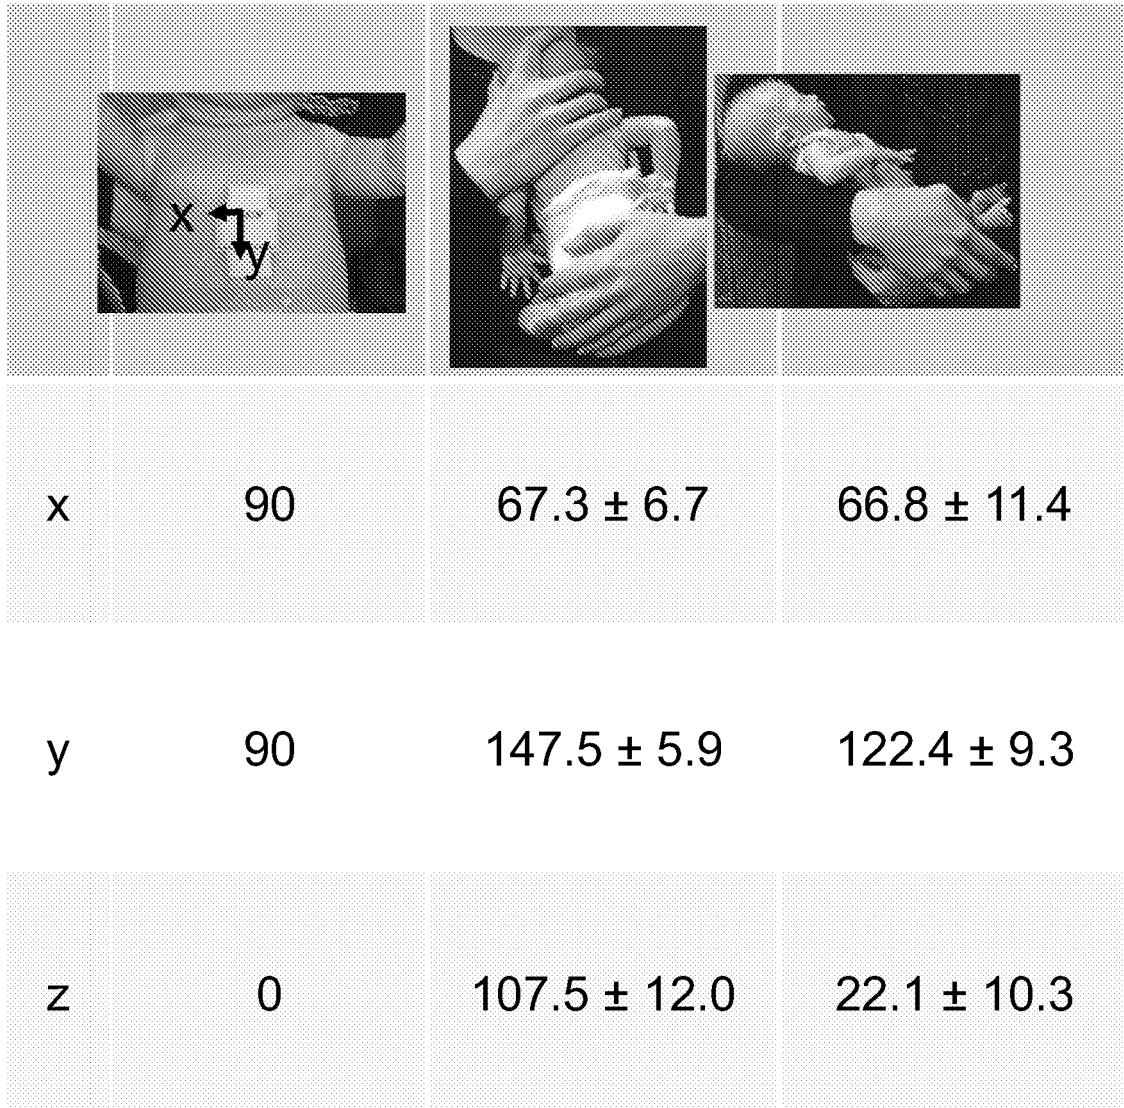 x
y
x 90 67.3 ± 6.7 66.8 ± 11.4
y 90 147.5 ± 5.9 122.4 ± 9.3
z 0 107.5 ± 12.0 22.1 ± 10.3